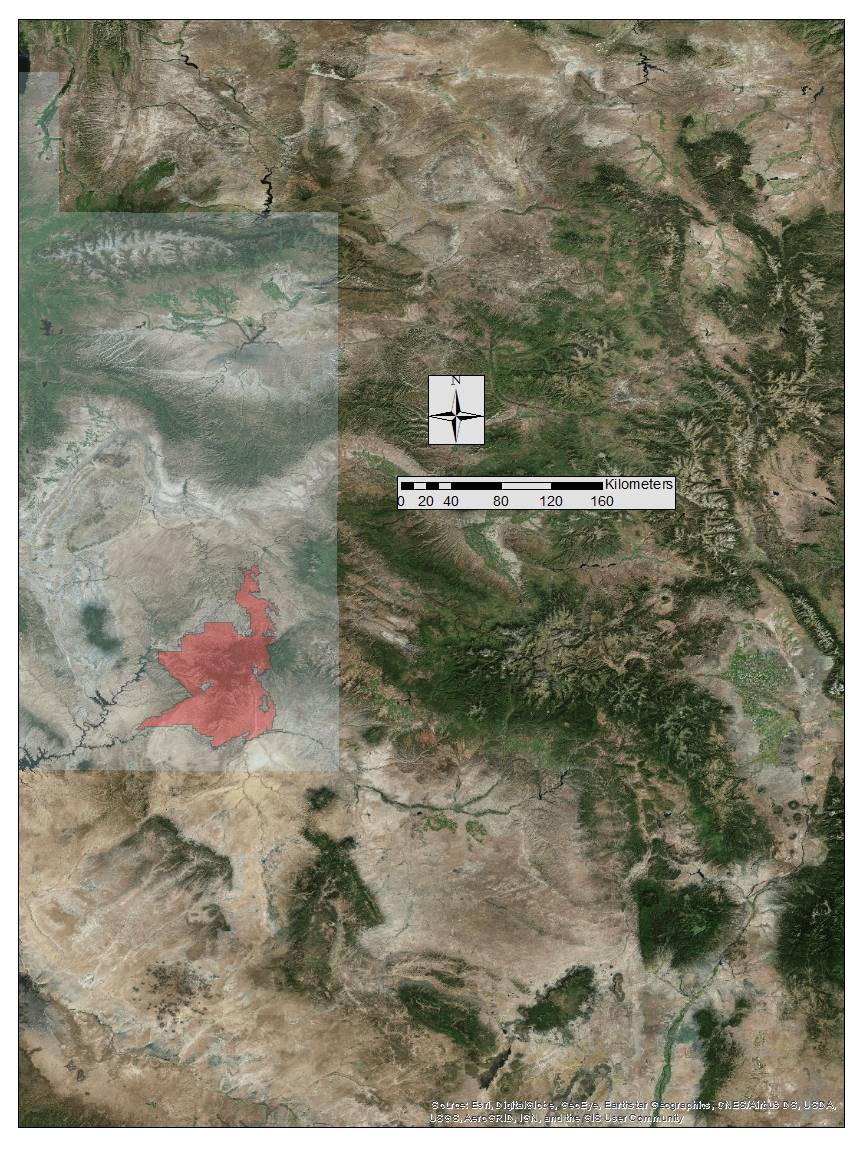 N
Kilometers
0 20 40 80 120 160
Source: Esri, DigitalGlobe, GeoEye, Earthstar Geographics, CNES/Airbus DS, USDA,
USGS, AeroGRID, IGN, and the GIS User Community